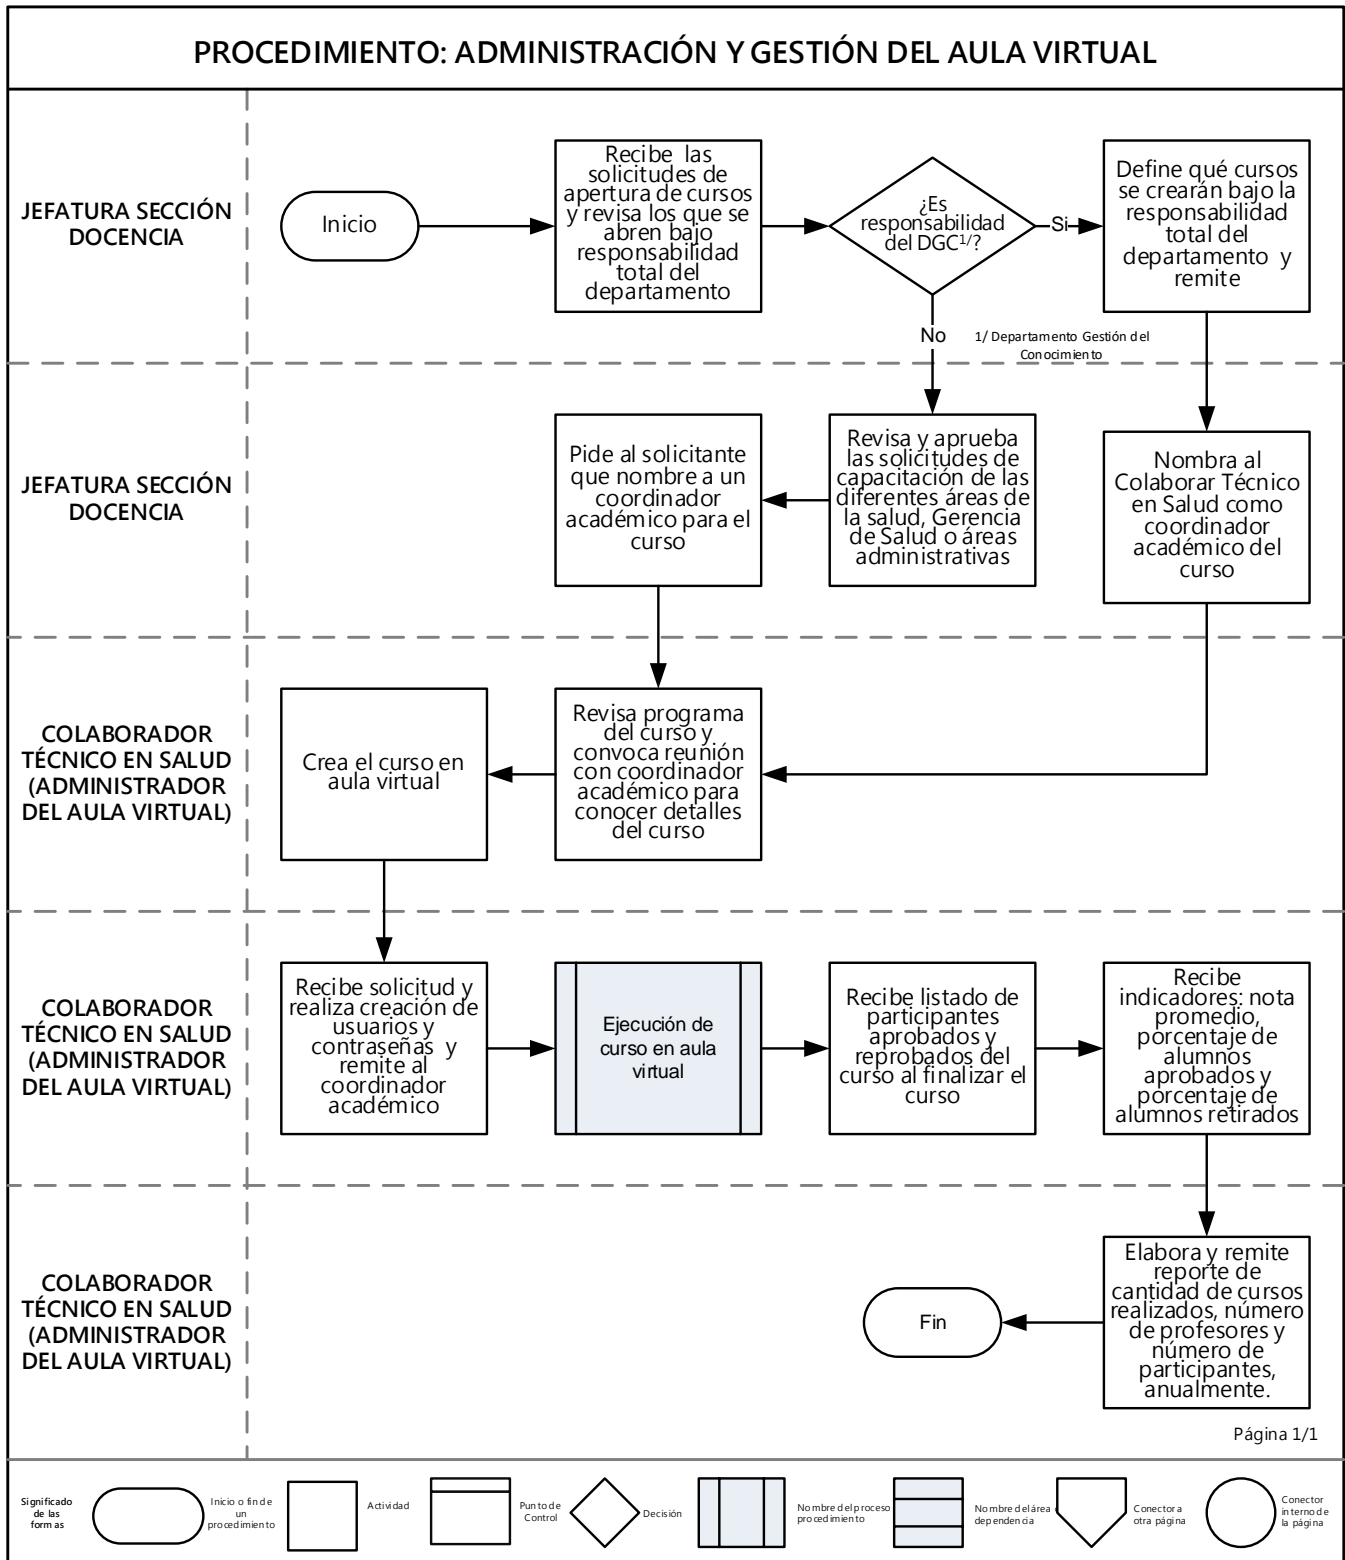 PROCEDIMIENTO: ADMINISTRACIÓN Y GESTIÓN DEL AULA VIRTUAL
JEFATURA SECCIÓN
DOCENCIA
Inicio
Recibe las
solicitudes de
apertura de cursos
y revisa los que se
abren bajo
responsabilidad
total del
departamento
¿Es
responsabilidad
del DGC1/?
Si
Define qué cursos
se crearán bajo la
responsabilidad
total del
departamento y
remite
No
1/ Departamento Gestión del
Conocimiento
JEFATURA SECCIÓN
DOCENCIA
Pide al solicitante
que nombre a un
coordinador
académico para el
curso
Revisa y aprueba
las solicitudes de
capacitación de las
diferentes áreas de
la salud, Gerencia
de Salud o áreas
administrativas
Nombra al
Colaborar Técnico
en Salud como
coordinador
académico del
curso
COLABORADOR
TÉCNICO EN SALUD
(ADMINISTRADOR
DEL AULA VIRTUAL)
Crea el curso en
aula virtual
Revisa programa
del curso y
convoca reunión
con coordinador
académico para
conocer detalles
del curso
COLABORADOR
TÉCNICO EN SALUD
(ADMINISTRADOR
DEL AULA VIRTUAL)
Recibe solicitud y
realiza creación de
usuarios y
contraseñas y
remite al
coordinador
académico
Ejecución de
curso en aula
virtual
Recibe listado de
participantes
aprobados y
reprobados del
curso al finalizar el
curso
Recibe
indicadores: nota
promedio,
porcentaje de
alumnos
aprobados y
porcentaje de
alumnos retirados
COLABORADOR
TÉCNICO EN SALUD
(ADMINISTRADOR
DEL AULA VIRTUAL)
Fin
Elabora y remite
reporte de
cantidad de cursos
realizados, número
de profesores y
número de
participantes,
anualmente.
Página 1/1
Significado
de las
formas
Inicio o fin de
un
procedimiento
Actividad
Punto de
Control
Decisión
Nombre del proceso
procedimiento
Nombre del área
dependencia
Conector a
otra página
Conector
interno de
la página